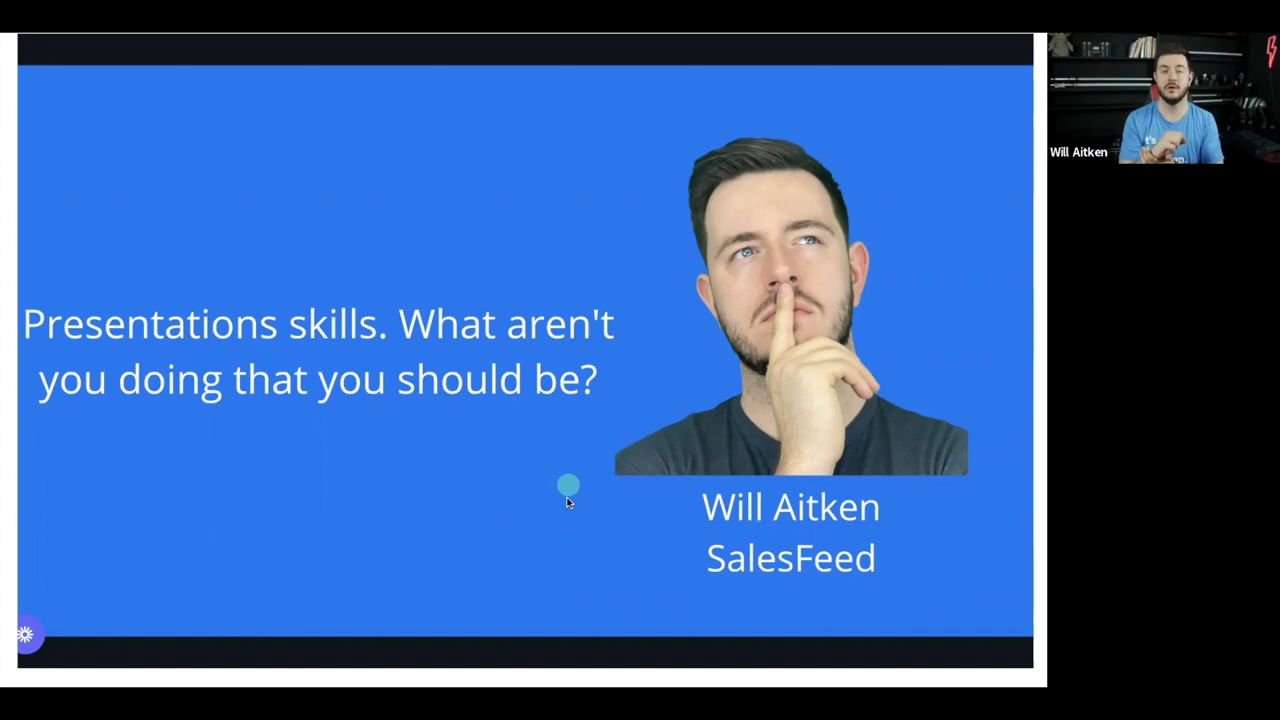 Presentations skills. What aren't
you doing that you should be?
Will Aitken
SalesFeed
Will Aitken